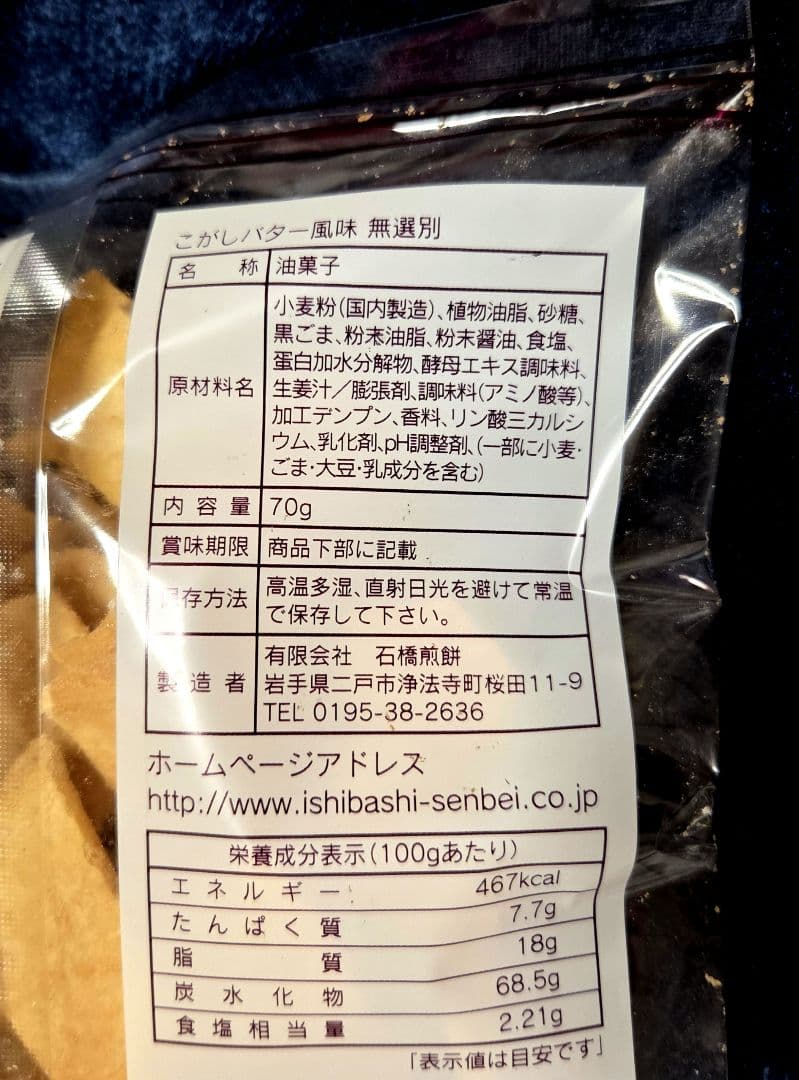 こがしバター風味 無選別
名称 油菓子
原材料名
小麦粉(国内製造)、植物油脂、砂糖、
黒ごま、粉末油脂、粉末醤油、食塩、
蛋白加水分解物、酵母エキス調味料、
生姜汁/膨張剤、調味料(アミノ酸等)、
加工デンプン、香料、リン酸三カルシ
ウム、乳化剤、pH調整剤、(一部に小麦・
ごま・大豆・乳成分を含む)
内容量 70g
賞味期限 商品下部に記載
保存方法
高温多湿、直射日光を避けて常温
で保存して下さい。
製造者
有限会社 石橋煎餅
岩手県二戸市浄法寺町桜田11-9
TEL 0195-38-2636
ホームページアドレス
http://www.ishibashi-senbei.co.jp
栄養成分表示(100gあたり)
エネルギー 467kcal
たんぱく質 7.7g
脂質 18g
炭水化物 68.5g
食塩相当量 2.21g
「表示値は目安です」